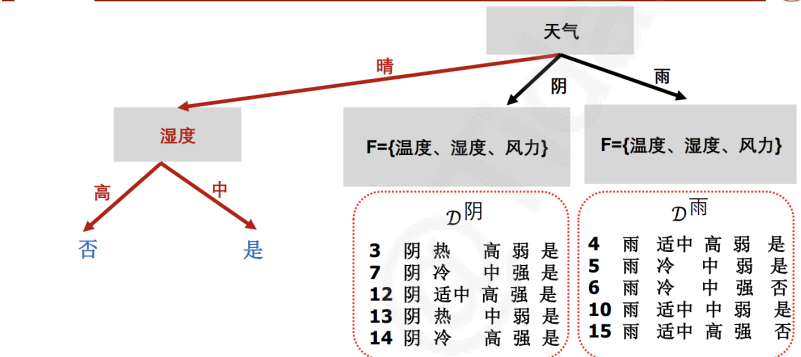 天气
晴
阴
雨
湿度
F={温度、湿度、风力}
F={温度、湿度、风力}
高
中
否
是
𝒟阴
3 阴 热 高 弱 是
7 阴 冷 中 强 是
12 阴 适中 高 强 是
13 阴 热 中 弱 是
14 阴 冷 高 强 是
𝒟雨
4 雨 适中 高 弱 是
5 雨 冷 中 弱 是
6 雨 冷 中 强 否
10 雨 适中 中 弱 是
15 雨 适中 高 强 否